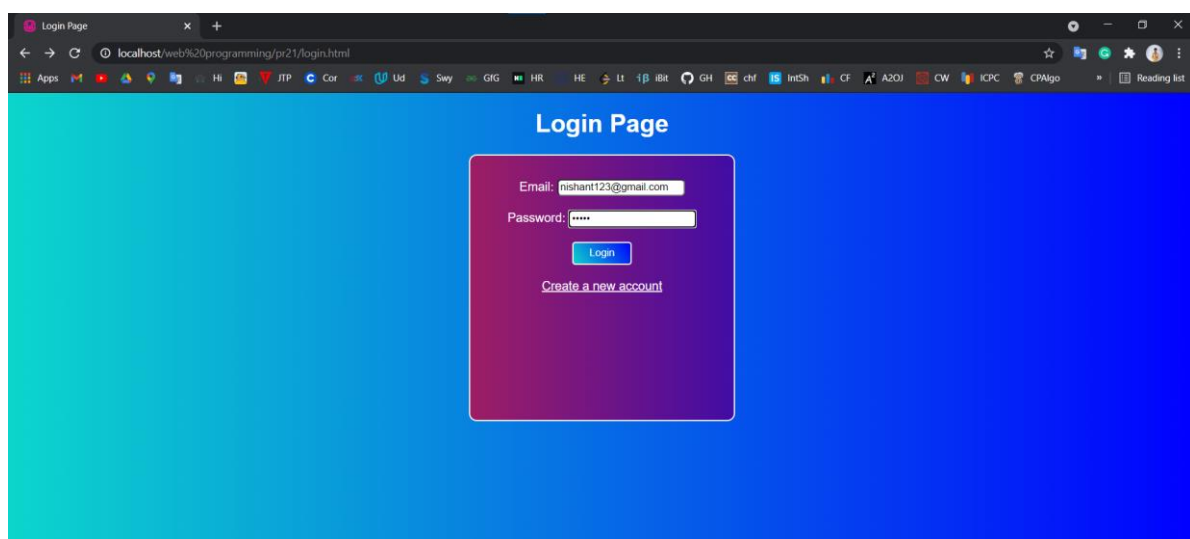 Login Page
localhost/web%20programming/pr21/login.html
Apps JTP Cor Ud Swy GfG HR HE Lt iBit GH chf IntSh CF A2OJ CW ICPC CPAlgo » Reading list
Login Page
Email: nishant123@gmail.com
Password: •••••
Login
Create a new account